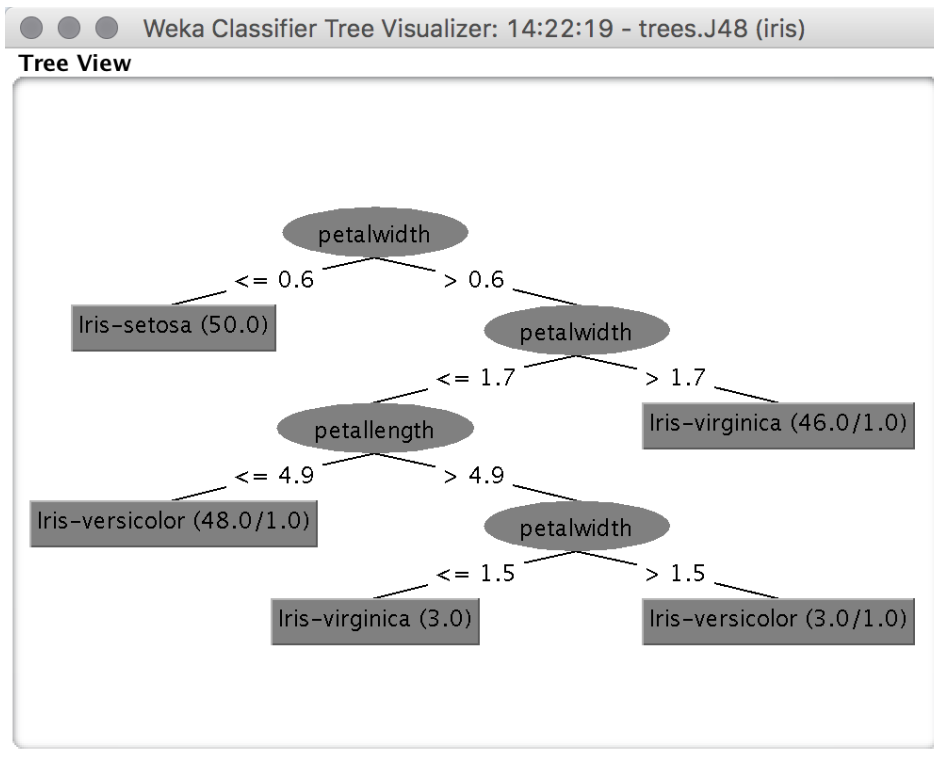 Weka Classifier Tree Visualizer: 14:22:19 - trees.J48 (iris)
Tree View
petalwidth
<= 0.6 > 0.6
Iris-setosa (50.0)
petalwidth
<= 1.7 > 1.7
petallength
Iris-virginica (46.0/1.0)
<= 4.9 > 4.9
Iris-versicolor (48.0/1.0)
petalwidth
<= 1.5 > 1.5
Iris-virginica (3.0)
Iris-versicolor (3.0/1.0)